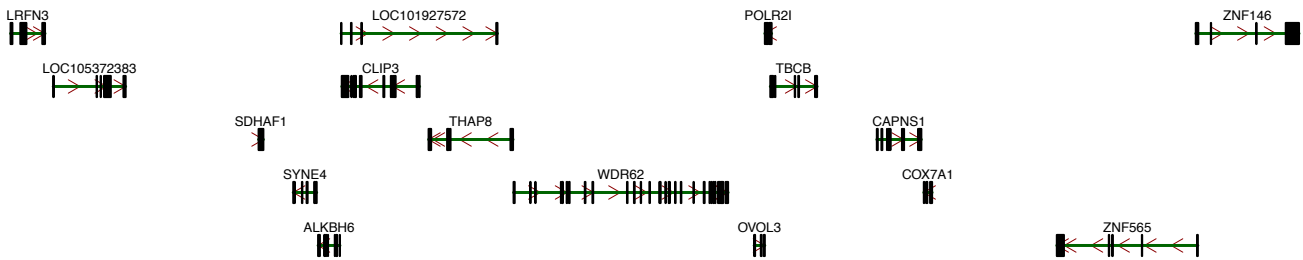 LRFN3 LOC101927572 POLR2I ZNF146
LOC105372383 CLIP3 TBCB
SDHAF1 THAP8 CAPNS1
SYNE4 WDR62 COX7A1
ALKBH6 OVOL3 ZNF565